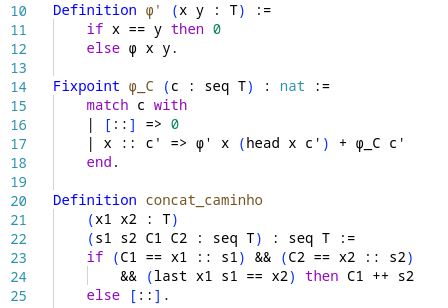 10 Definition φ' (x y : T) :=
11 if x == y then 0
12 else φ x y.
13
14 Fixpoint φ_C (c : seq T) : nat :=
15 match c with
16 | [::] => 0
17 | x :: c' => φ' x (head x c') + φ_C c'
18 end.
19
20 Definition concat_caminho
21 (x1 x2 : T)
22 (s1 s2 C1 C2 : seq T) : seq T :=
23 if (C1 == x1 :: s1) && (C2 == x2 :: s2)
24 && (last x1 s1 == x2) then C1 ++ s2
25 else [::].